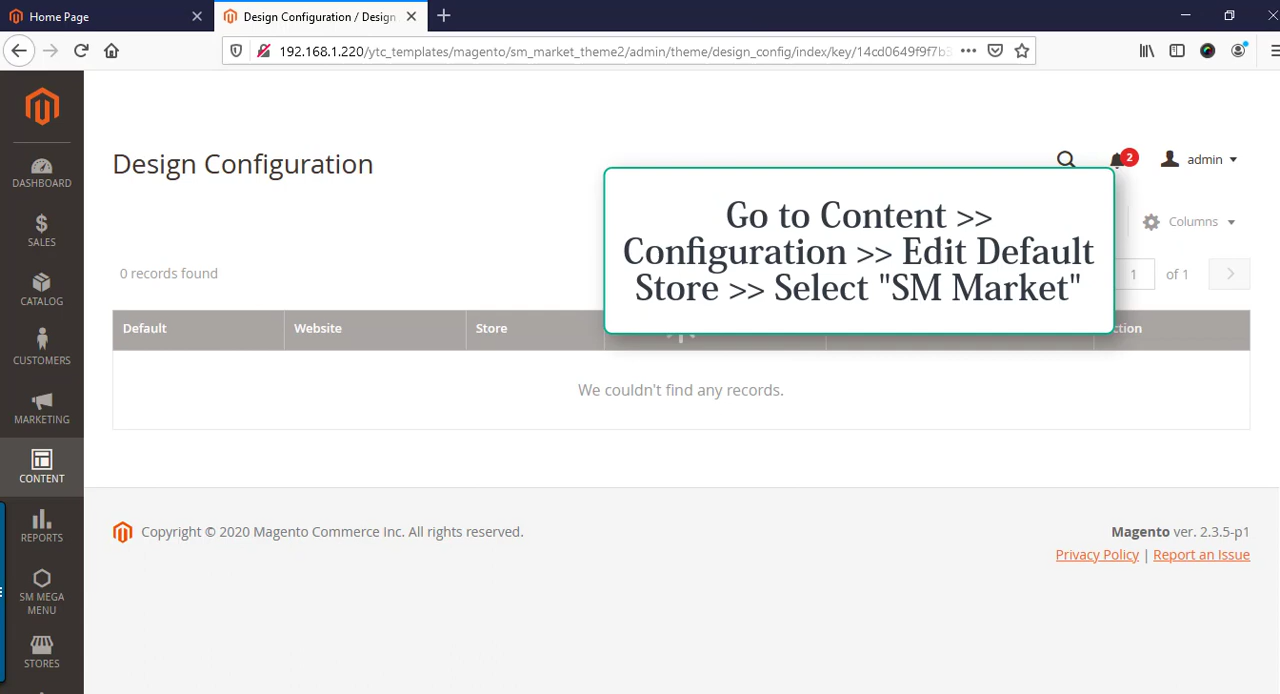 Home Page
Design Configuration / Design
192.168.1.220/ytc_templates/magento/sm_market_theme2/admin/theme/design_config/index/key/14cd0649f9f7b3
DASHBOARD
SALES
CATALOG
CUSTOMERS
MARKETING
CONTENT
REPORTS
SM MEGA
MENU
STORES
Design Configuration
2
admin
Go to Content >>
Configuration >> Edit Default
Store >> Select "SM Market"
Columns
0 records found
1 of 1
Default Website Store
We couldn't find any records.
Copyright © 2020 Magento Commerce Inc. All rights reserved.
Magento ver. 2.3.5-p1
Privacy Policy | Report an Issue